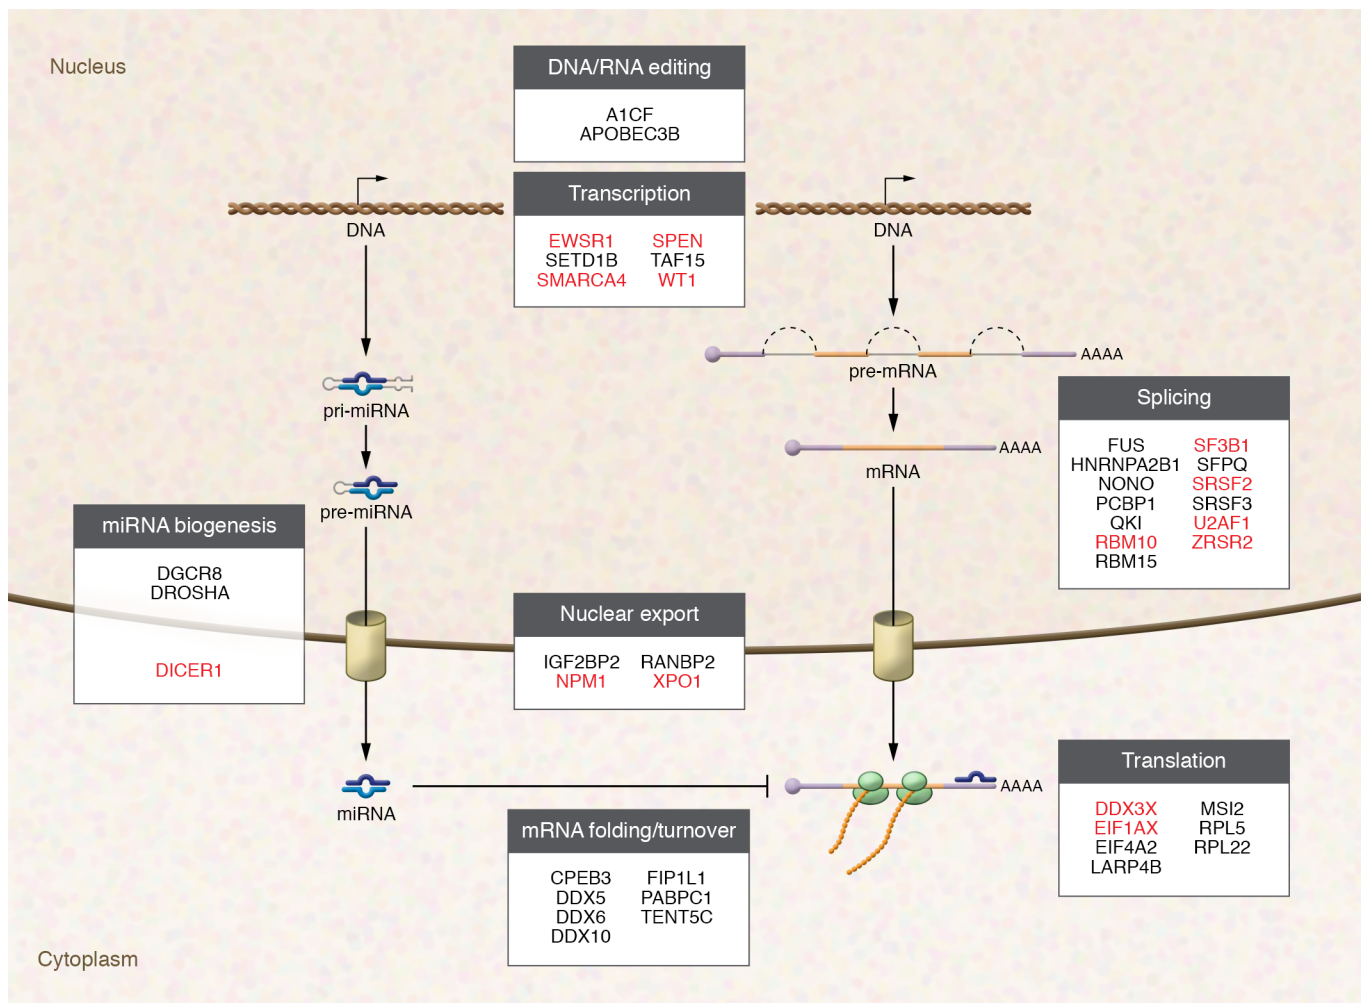 Nucleus
DNA/RNA editing
A1CF
APOBEC3B
Transcription
EWSR1 SPEN
SETD1B TAF15
SMARCA4 WT1
DNA
DNA
AAAA
pre-mRNA
pri-miRNA
Splicing
FUS SF3B1
HNRNPA2B1 SFPQ
NONO SRSF2
PCBP1 SRSF3
QKI U2AF1
RBM10 ZRSR2
RBM15
AAAA
mRNA
pre-miRNA
miRNA biogenesis
DGCR8
DROSHA
DICER1
Nuclear export
IGF2BP2 RANBP2
NPM1 XPO1
miRNA
AAAA
Translation
DDX3X MSI2
EIF1AX RPL5
EIF4A2 RPL22
LARP4B
mRNA folding/turnover
CPEB3 FIP1L1
DDX5 PABPC1
DDX6 TENT5C
DDX10
Cytoplasm